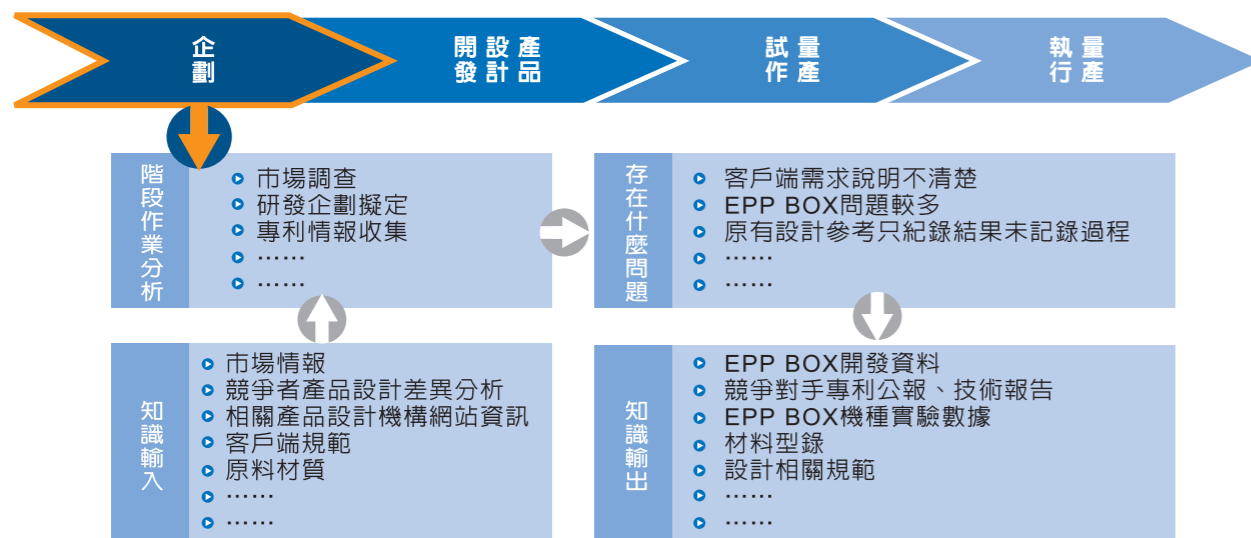 企劃
產品設計開發
量產試作
量產執行
階段作業分析
市場調查
研發企劃擬定
專利情報收集
……
……
存在什麼問題
客戶端需求說明不清楚
EPP BOX問題較多
原有設計參考只紀錄結果未記錄過程
……
……
知識輸入
市場情報
競爭者產品設計差異分析
相關產品設計機構網站資訊
客戶端規範
原料材質
……
……
知識輸出
EPP BOX開發資料
競爭對手專利公報、技術報告
EPP BOX機種實驗數據
材料型錄
設計相關規範
……
……